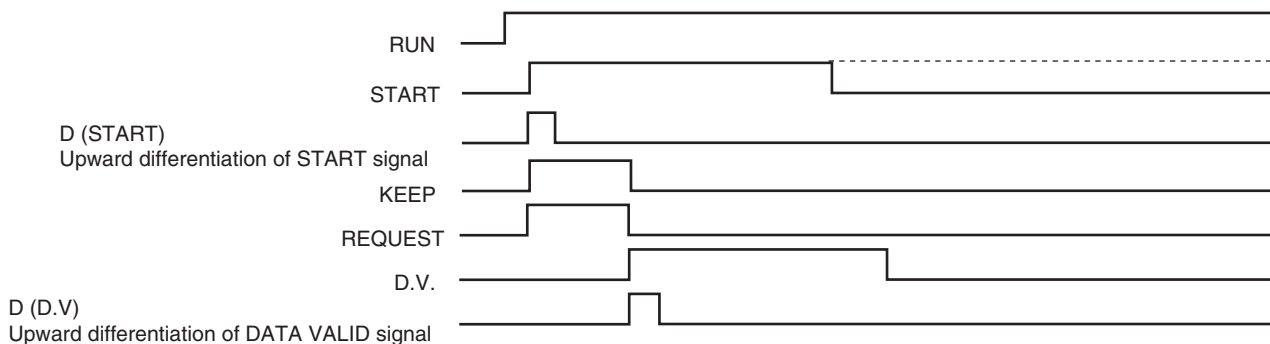 RUN
START
D (START)
Upward differentiation of START signal
KEEP
REQUEST
D.V.
D (D.V)
Upward differentiation of DATA VALID signal